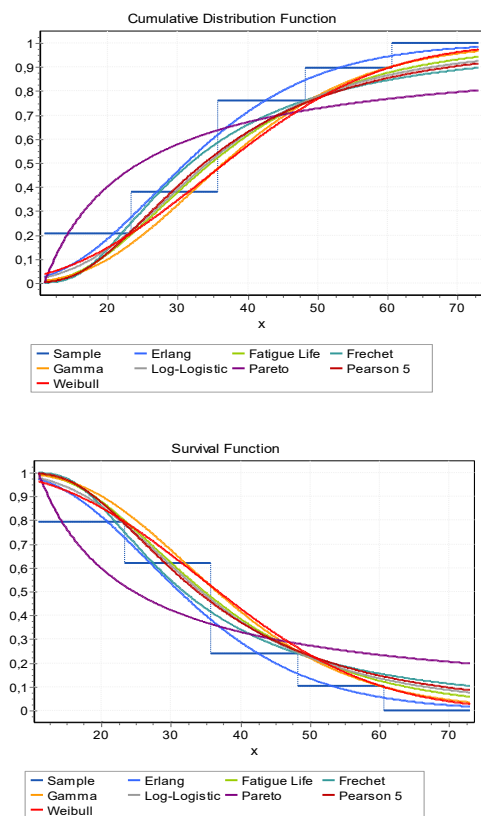 Cumulative Distribution Function
1
0,9
0,8
0,7
0,6
0,5
0,4
0,3
0,2
0,1
0
20 30 40 50 60 70
x
Sample Erlang Fatigue Life Frechet
Gamma Log-Logistic Pareto Pearson 5
Weibull
Survival Function
1
0,9
0,8
0,7
0,6
0,5
0,4
0,3
0,2
0,1
0
20 30 40 50 60 70
x
Sample Erlang Fatigue Life Frechet
Gamma Log-Logistic Pareto Pearson 5
Weibull